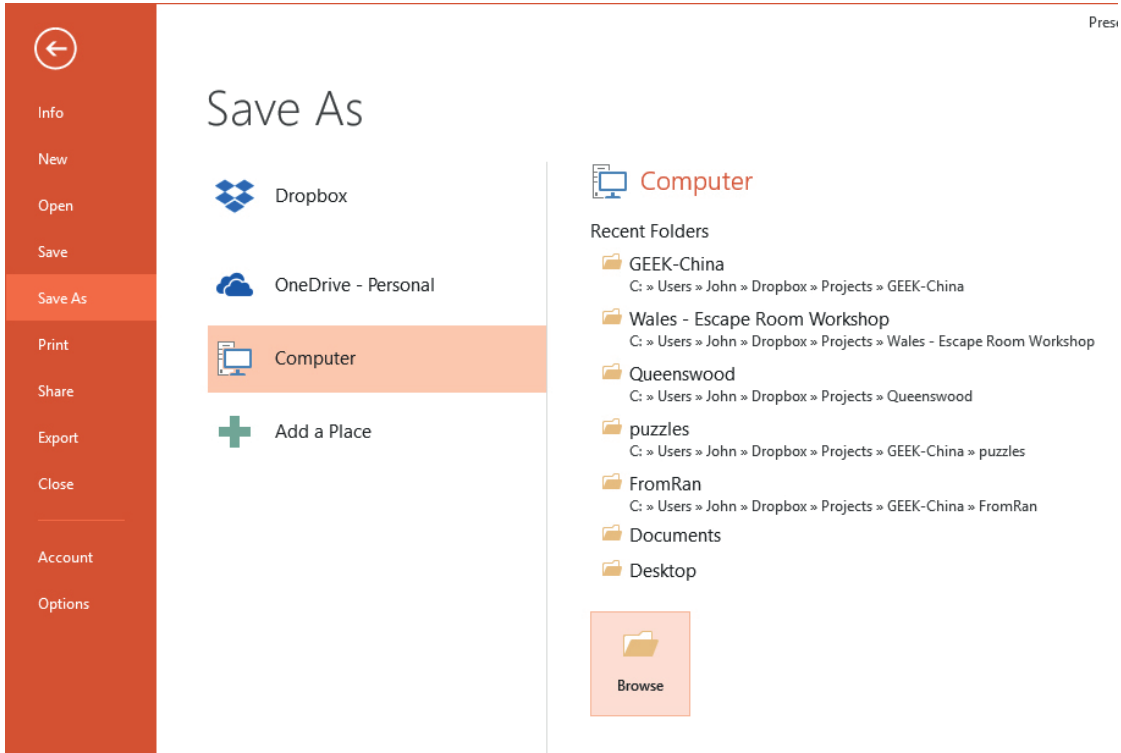 Info
New
Open
Save
Save As
Print
Share
Export
Close
Account
Options
Save As
Dropbox
OneDrive - Personal
Computer
Add a Place
Computer
Recent Folders
GEEK-China
C: » Users » John » Dropbox » Projects » GEEK-China
Wales - Escape Room Workshop
C: » Users » John » Dropbox » Projects » Wales - Escape Room Workshop
Queenswood
C: » Users » John » Dropbox » Projects » Queenswood
puzzles
C: » Users » John » Dropbox » Projects » GEEK-China » puzzles
FromRan
C: » Users » John » Dropbox » Projects » GEEK-China » FromRan
Documents
Desktop
Browse